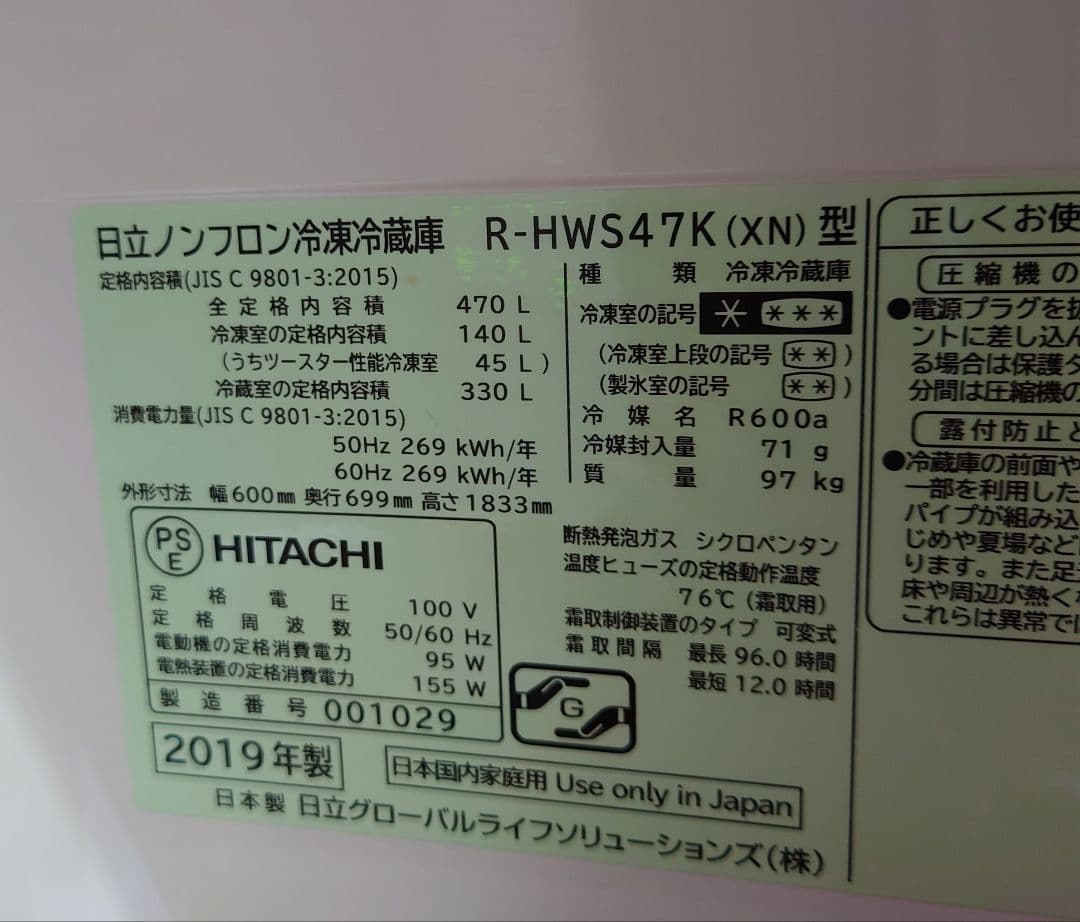 日立ノンフロン冷凍冷蔵庫 R-HWS47K(XN)型
定格内容積(JIS C 9801-3:2015)
全定格内容積 470 L
冷凍室の定格内容積 140 L
(うちツースター性能冷凍室 45 L)
冷蔵室の定格内容積 330 L
消費電力量(JIS C 9801-3:2015)
50Hz 269 kWh/年
60Hz 269 kWh/年
外形寸法 幅600mm 奥行699mm 高さ1833mm
種類 冷凍冷蔵庫
冷凍室の記号 * ***
(冷凍室上段の記号 **)
(製氷室の記号 **)
冷媒名 R600a
冷媒封入量 71 g
質量 97 kg
PS
E
HITACHI
定格電圧 100 V
定格周波数 50/60 Hz
電動機の定格消費電力 95 W
電熱装置の定格消費電力 155 W
製造番号 001029
断熱発泡ガス シクロペンタン
温度ヒューズの定格動作温度
76℃(霜取用)
霜取制御装置のタイプ 可変式
霜取間隔 最長 96.0 時間
最短 12.0 時間
G
2019年製
日本国内家庭用 Use only in Japan
日本製 日立グローバルライフソリューションズ(株)
正しくお使
圧縮機の
●電源プラグを抜
ントに差し込ん
る場合は保護タ
分間は圧縮機の
露付防止と
●冷蔵庫の前面や
一部を利用した
パイプが組み込
じめや夏場など
ります。また足元
床や周辺が熱くな
これらは異常では